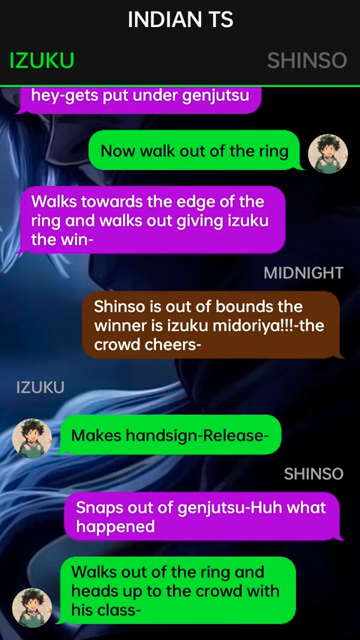 INDIAN TS
IZUKU SHINSO
hey-gets put under genjutsu
Now walk out of the ring
Walks towards the edge of the
ring and walks out giving izuku
the win-
MIDNIGHT
Shinso is out of bounds the
winner is izuku midoriya!!!-the
crowd cheers-
IZUKU
Makes handsign-Release-
SHINSO
Snaps out of genjutsu-Huh what
happened
Walks out of the ring and
heads up to the crowd with
his class-